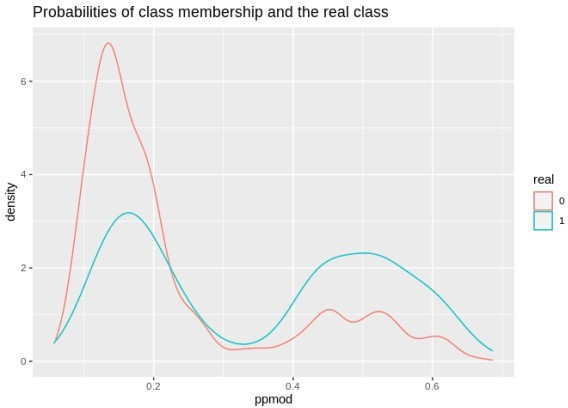 Probabilities of class membership and the real class
density
6
4
2
0
0.2
0.4
0.6
ppmod
real
0
1